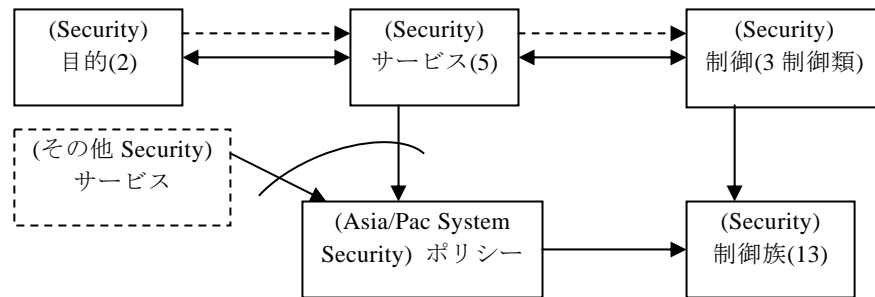 (Security)
目的(2)
(Security)
サービス(5)
(Security)
制御(3 制御類)
(その他 Security)
サービス
(Asia/Pac System
Security) ポリシー
(Security)
制御族(13)